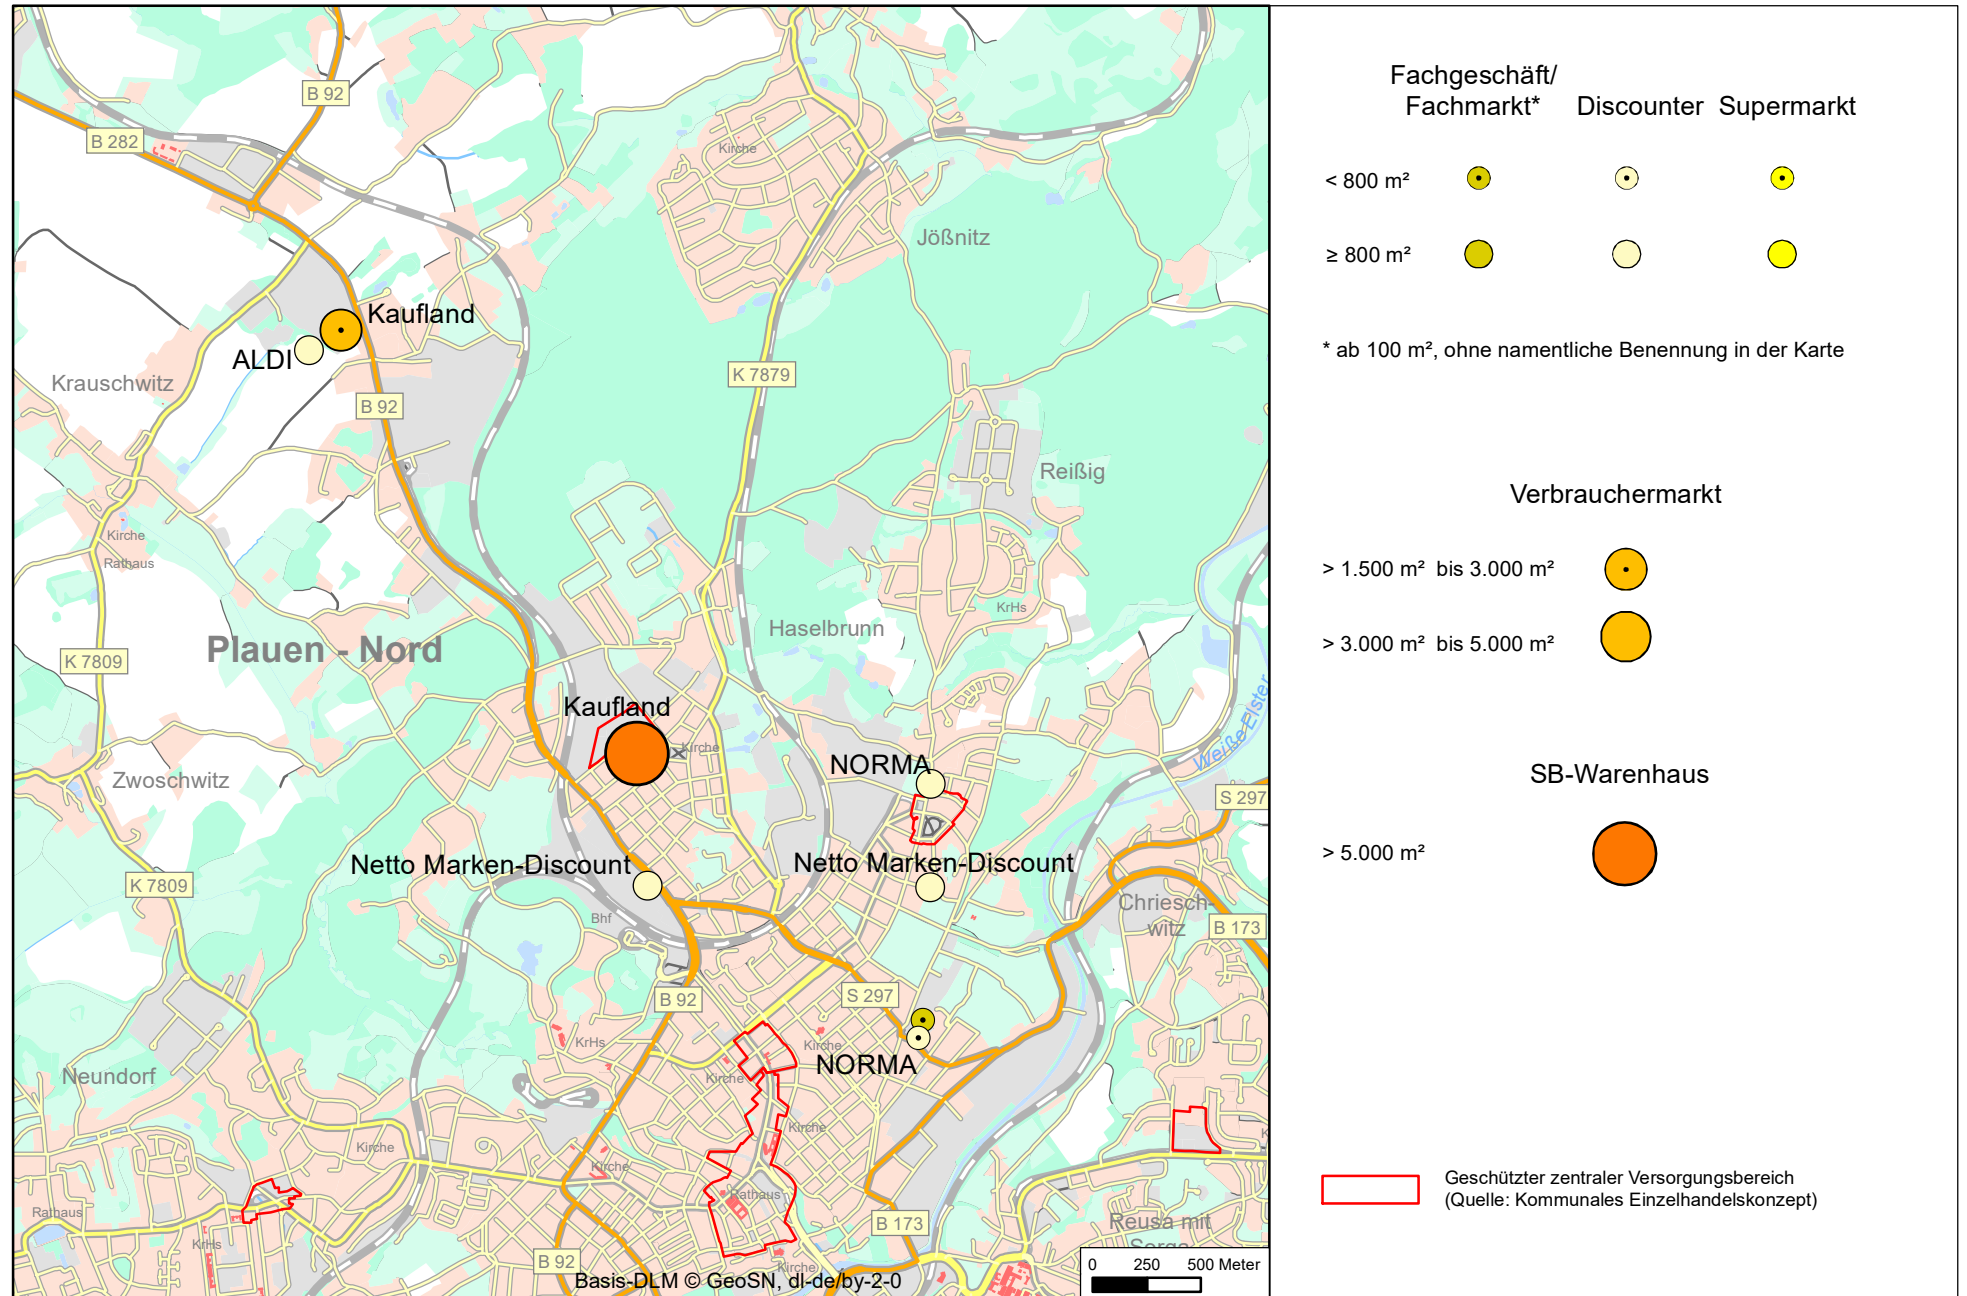 B 92
B 282
Kirche
Jößnitz
Kaufland
ALDI
Krauschwitz
K 7879
B 92
Reißig
Kirche
Rathaus
KrHs
Haselbrunn
Plauen - Nord
K 7809
Kaufland
Kirche
Weiße Elster
NORMA
Zwoschwitz
S 297
Netto Marken-Discount
Netto Marken-Discount
K 7809
Chriesch-
witz
Bhf
B 173
B 92
S 297
KrHs
Kirche
NORMA
Kirche
Neundorf
Kirche
Kirche
Kirche
Rathaus
Rathaus
KrHs
B 173
Reusa mit
Sorga
B 92
Kirche
Basis-DLM © GeoSN, dl-de/by-2-0
0 250 500 Meter
Fachgeschäft/
Fachmarkt* Discounter Supermarkt
< 800 m²
≥ 800 m²
* ab 100 m², ohne namentliche Benennung in der Karte
Verbrauchermarkt
> 1.500 m² bis 3.000 m²
> 3.000 m² bis 5.000 m²
SB-Warenhaus
> 5.000 m²
Geschützter zentraler Versorgungsbereich
(Quelle: Kommunales Einzelhandelskonzept)